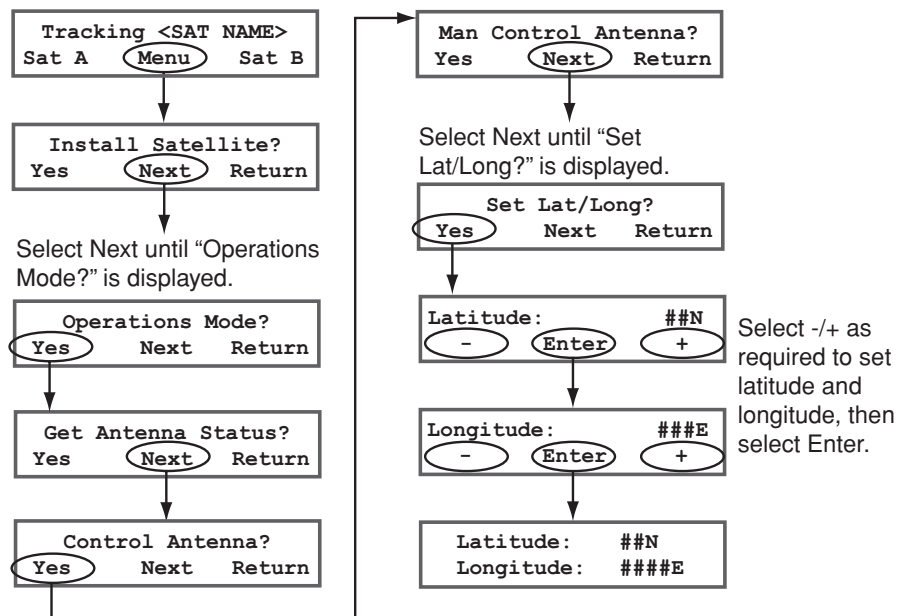 Tracking <SAT NAME>
Sat A Menu Sat B
Install Satellite?
Yes Next Return
Select Next until “Operations
Mode?” is displayed.
Operations Mode?
Yes Next Return
Get Antenna Status?
Yes Next Return
Control Antenna?
Yes Next Return
Man Control Antenna?
Yes Next Return
Select Next until “Set
Lat/Long?” is displayed.
Set Lat/Long?
Yes Next Return
Latitude: ##N
- Enter +
Longitude: ###E
- Enter +
Select -/+ as
required to set
latitude and
longitude, then
select Enter.
Latitude: ##N
Longitude: ####E